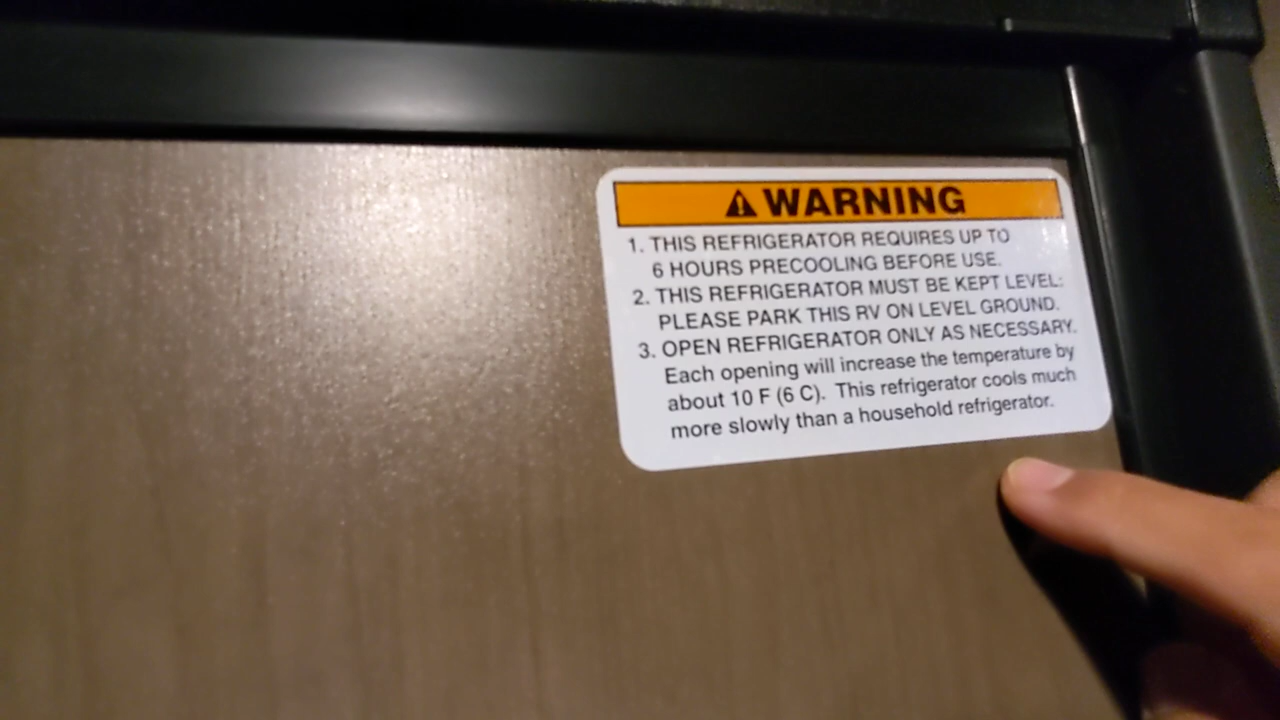 WARNING
1. THIS REFRIGERATOR REQUIRES UP TO
6 HOURS PRECOOLING BEFORE USE.
2. THIS REFRIGERATOR MUST BE KEPT LEVEL:
PLEASE PARK THIS RV ON LEVEL GROUND.
3. OPEN REFRIGERATOR ONLY AS NECESSARY.
Each opening will increase the temperature by
about 10 F (6 C). This refrigerator cools much
more slowly than a household refrigerator.